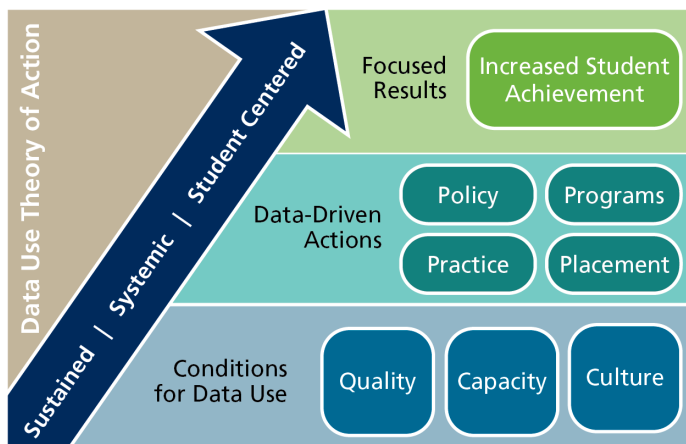 Data Use Theory of Action
Sustained | Systemic | Student Centered
Focused
Results
Increased Student
Achievement
Data-Driven
Actions
Policy
Programs
Practice
Placement
Conditions
for Data Use
Quality
Capacity
Culture